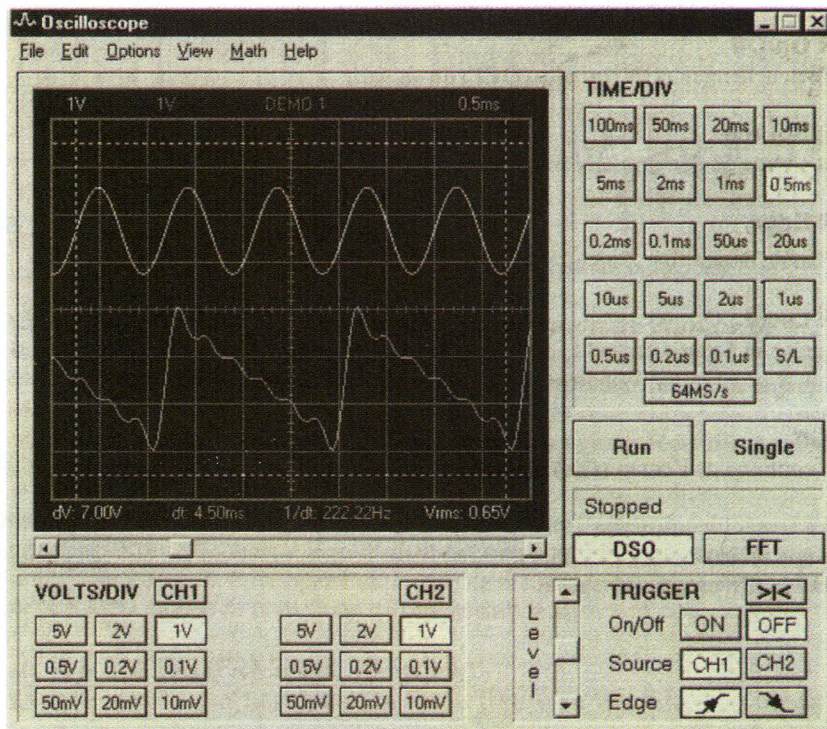 Oscilloscope
File Edit Options View Math Help
1V 1V DEMO 1 0.5ms
dV: 7.00V dt: 4.50ms 1/dt: 222.22Hz Vrms: 0.65V
TIME/DIV
100ms 50ms 20ms 10ms
5ms 2ms 1ms 0.5ms
0.2ms 0.1ms 50us 20us
10us 5us 2us 1us
0.5us 0.2us 0.1us S/L
64MS/s
Run Single
Stopped
DSO FFT
VOLTS/DIV CH1 CH2
5V 2V 1V 5V 2V 1V
0.5V 0.2V 0.1V 0.5V 0.2V 0.1V
50mV 20mV 10mV 50mV 20mV 10mV
Level
TRIGGER >|<
On/Off ON OFF
Source CH1 CH2
Edge